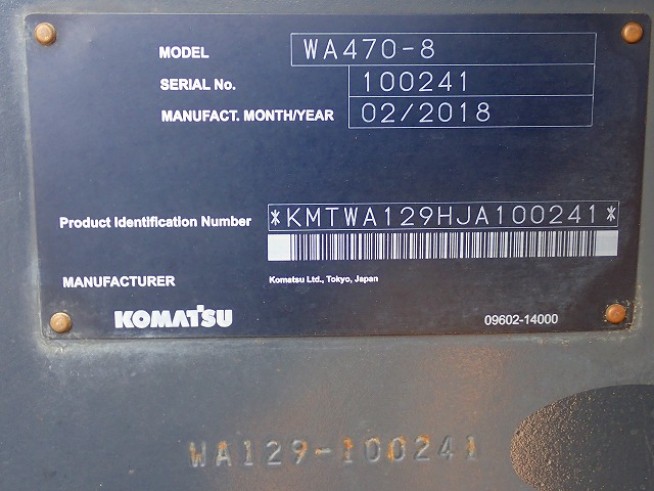 MODEL WA470-8
SERIAL No. 100241
MANUFACT. MONTH/YEAR 02/2018
Product Identification Number *KMTWA129HJA100241*
MANUFACTURER Komatsu Ltd., Tokyo, Japan
KOMATSU 09602-14000
WA129-100241